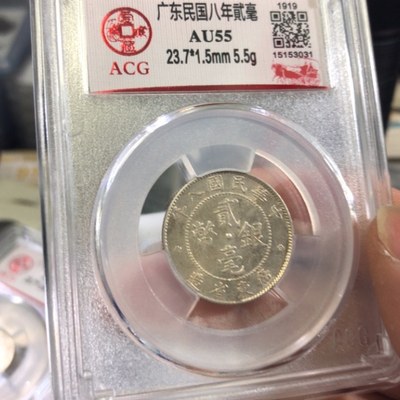 广东民国八年贰毫
AU55
23.7*1.5mm 5.5g
ACG
1919
15153031
中華民國八年
貳毫
銀幣
廣東省造